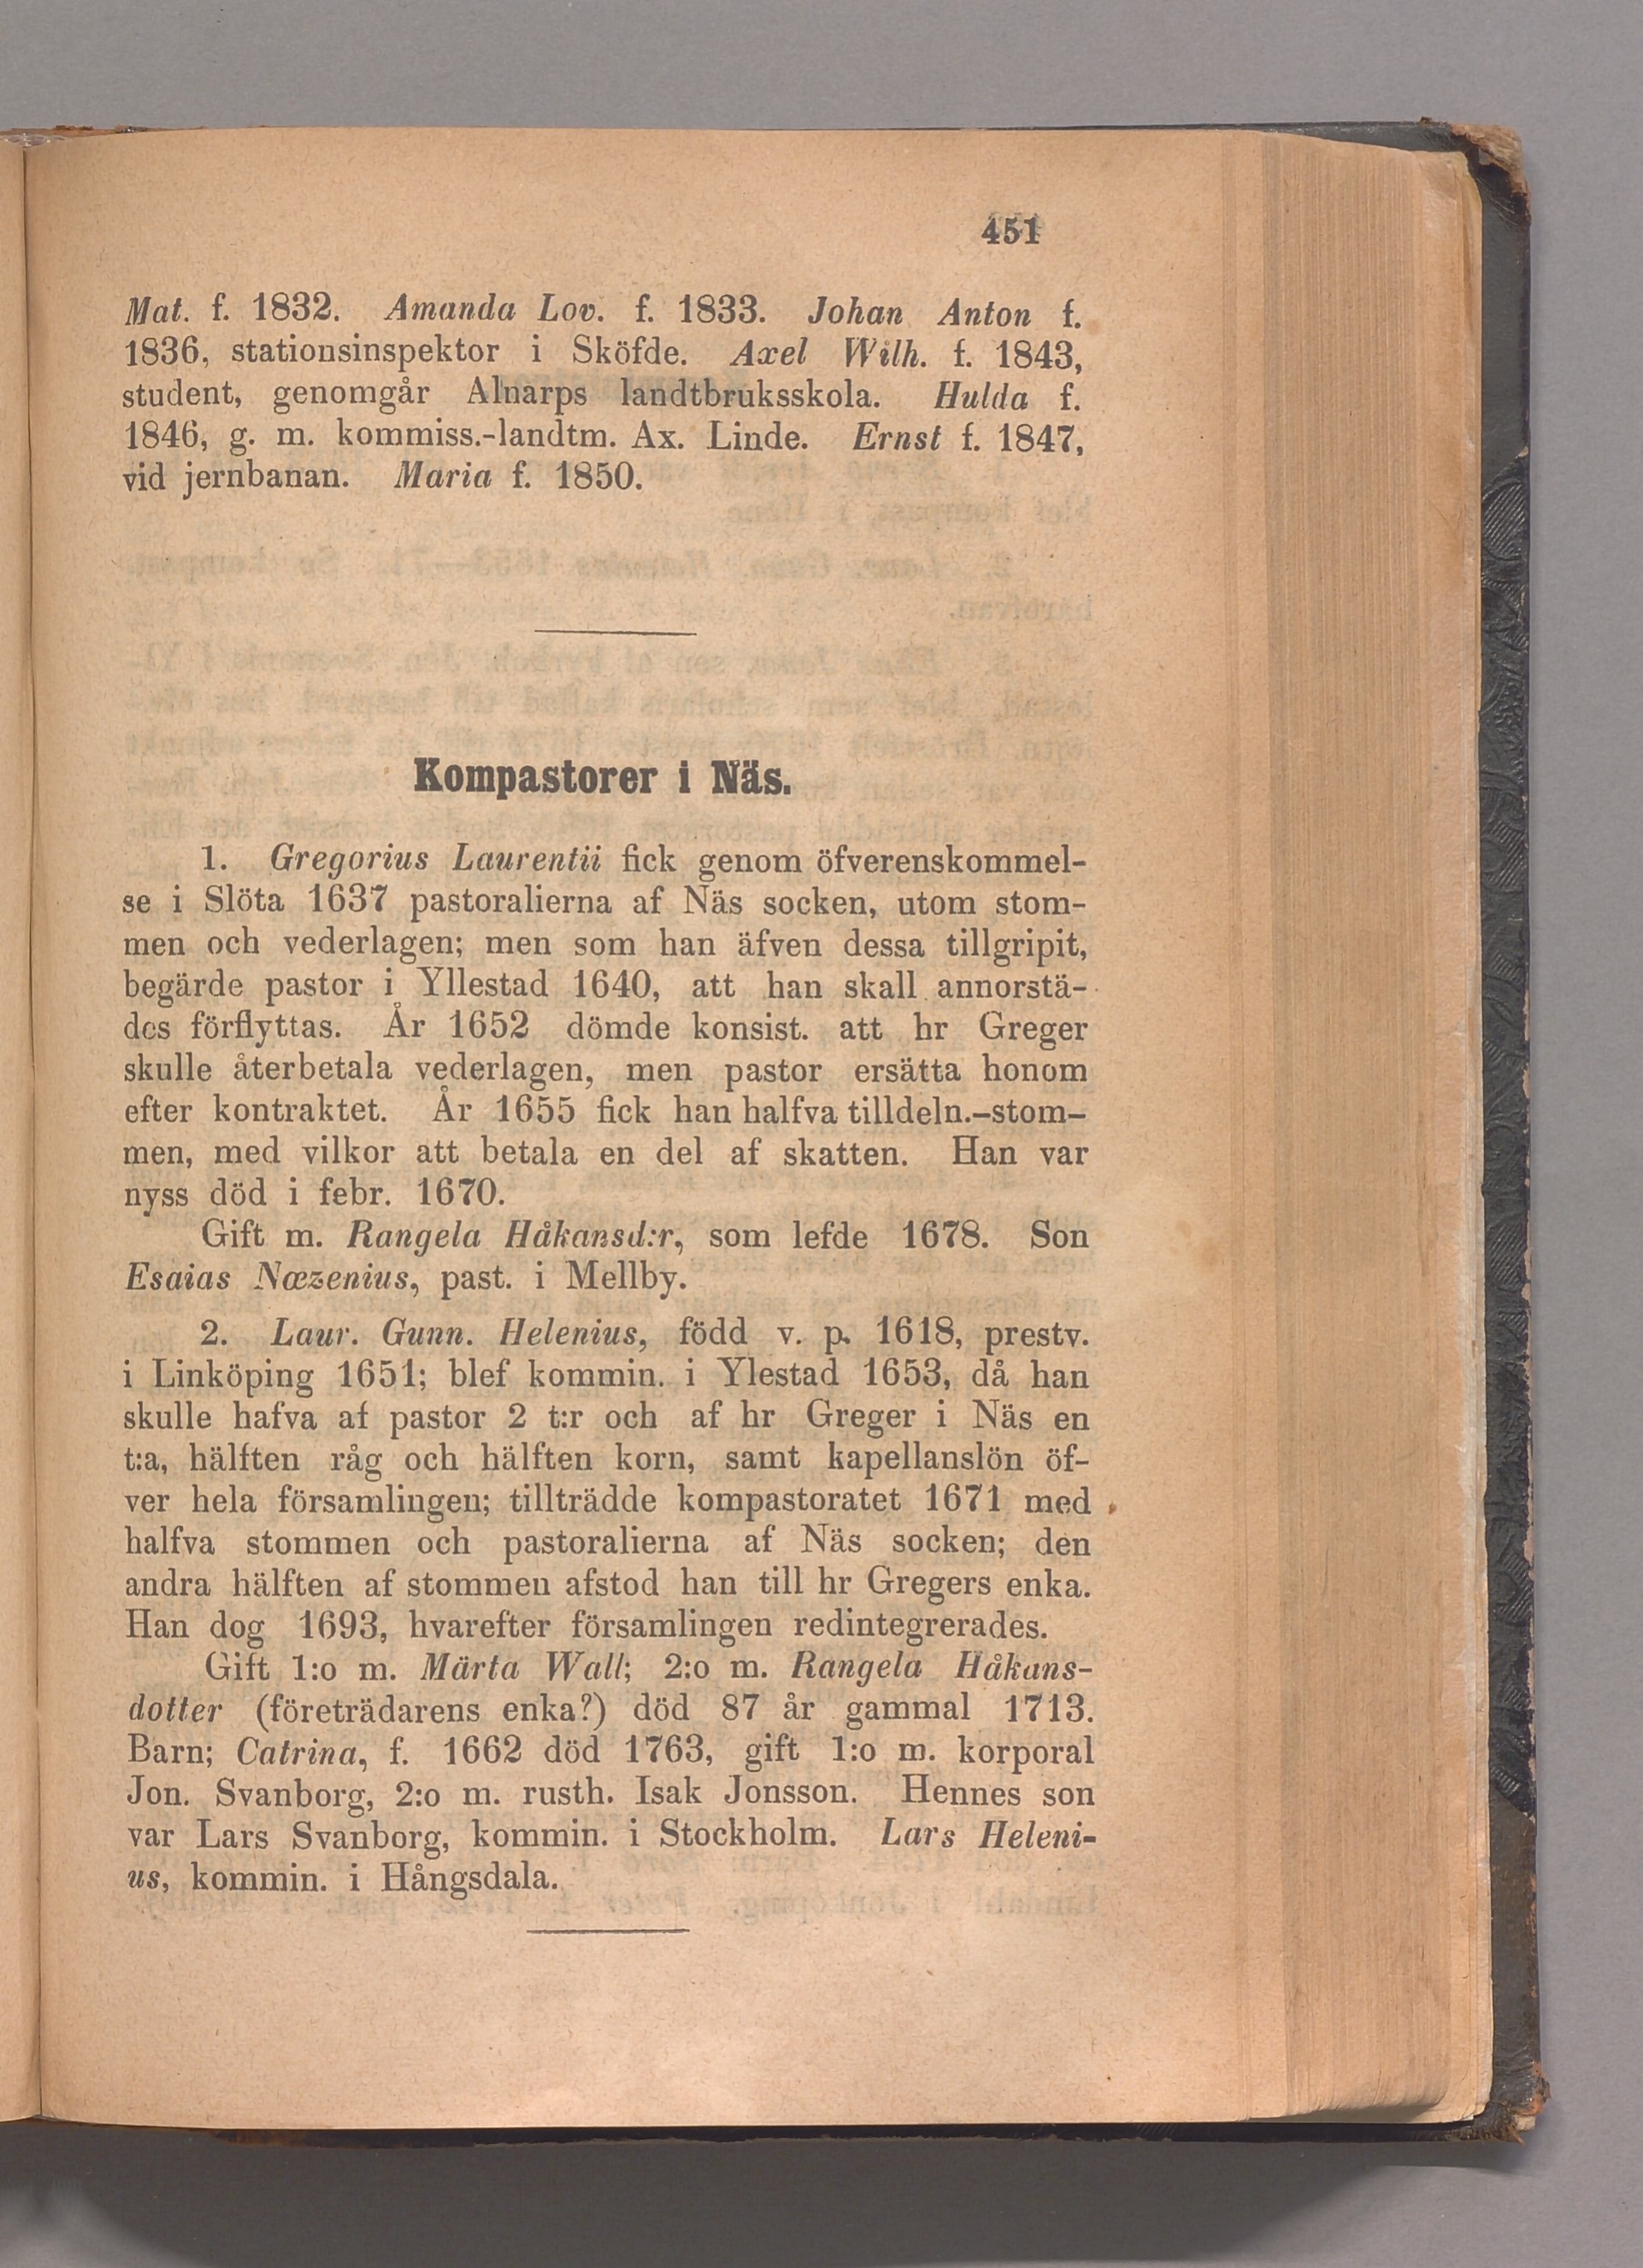 451
Mat. f. 1832. Amanda Lov. f. 1833. Johan Anton f.
1836, stationsinspektor i Sköfde. Axel Wilh. f. 1843,
student, genomgår Alnarps landtbruksskola. Hulda f.
1846, g. m. kommiss.-landtm. Ax. Linde. Ernst f. 1847,
vid jernbanan. Maria f. 1850.
Kompastorer i Näs.
1. Gregorius Laurentii fick genom öfverenskommel-
se i Slöta 1637 pastoralierna af Näs socken, utom stom-
men och vederlagen; men som han äfven dessa tillgripit,
begärde pastor i Yllestad 1640, att han skall annorstä-
des förflyttas. År 1652 dömde konsist. att hr Greger
skulle återbetala vederlagen, men pastor ersätta honom
efter kontraktet. År 1655 fick han halfva tilldeln.-stom-
men, med vilkor att betala en del af skatten. Han var
nyss död i febr. 1670.
Gift m. Rangela Håkansd:r, som lefde 1678. Son
Esaias Næzenius, past. i Mellby.
2. Laur. Gunn. Helenius, född v. p. 1618, prestv.
i Linköping 1651; blef kommin. i Ylestad 1653, då han
skulle hafva af pastor 2 t:r och af hr Greger i Näs en
t:a, hälften råg och hälften korn, samt kapellanslön öf-
ver hela församlingen; tillträdde kompastoratet 1671 med
halfva stommen och pastoralierna af Näs socken; den
andra hälften af stommen afstod han till hr Gregers enka.
Han dog 1693, hvarefter församlingen redintegrerades.
Gift 1:o m. Märta Wall; 2:o m. Rangela Håkans-
dotter (företrädarens enka?) död 87 år gammal 1713.
Barn; Catrina, f. 1662 död 1763, gift 1:o m. korporal
Jon. Svanborg, 2:o m. rusth. Isak Jonsson. Hennes son
var Lars Svanborg, kommin. i Stockholm. Lars Heleni-
us, kommin. i Hångsdala.